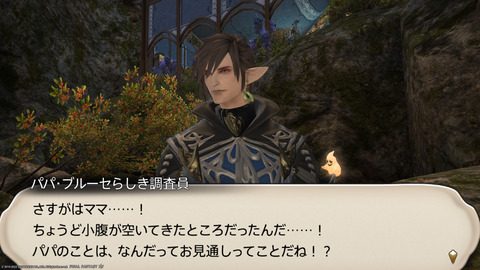 パパ・ブルーセらしき調査員
さすがはママ……！
ちょうど小腹が空いてきたところだったんだ……！
パパのことは、なんだってお見通しってことだね！？